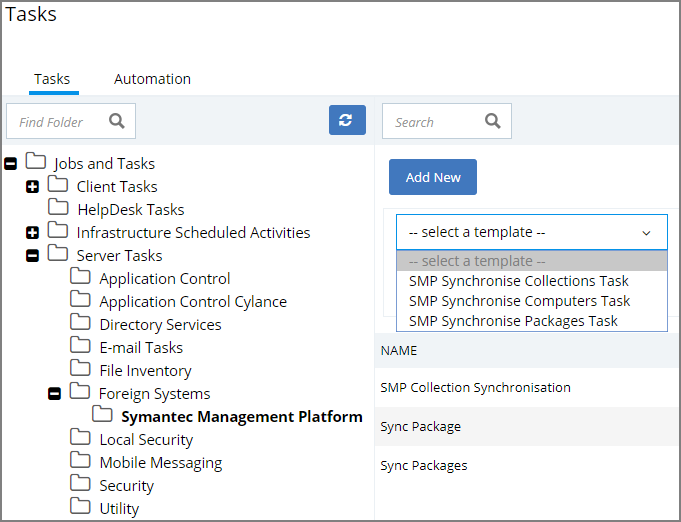 Tasks
Tasks Automation
Find Folder
Search
Jobs and Tasks
Client Tasks
HelpDesk Tasks
Infrastructure Scheduled Activities
Server Tasks
Application Control
Application Control Cylance
Directory Services
E-mail Tasks
File Inventory
Foreign Systems
Symantec Management Platform
Local Security
Mobile Messaging
Security
Utility
Add New
-- select a template --
-- select a template --
SMP Synchronise Collections Task
SMP Synchronise Computers Task
SMP Synchronise Packages Task
NAME
SMP Collection Synchronisation
Sync Package
Sync Packages